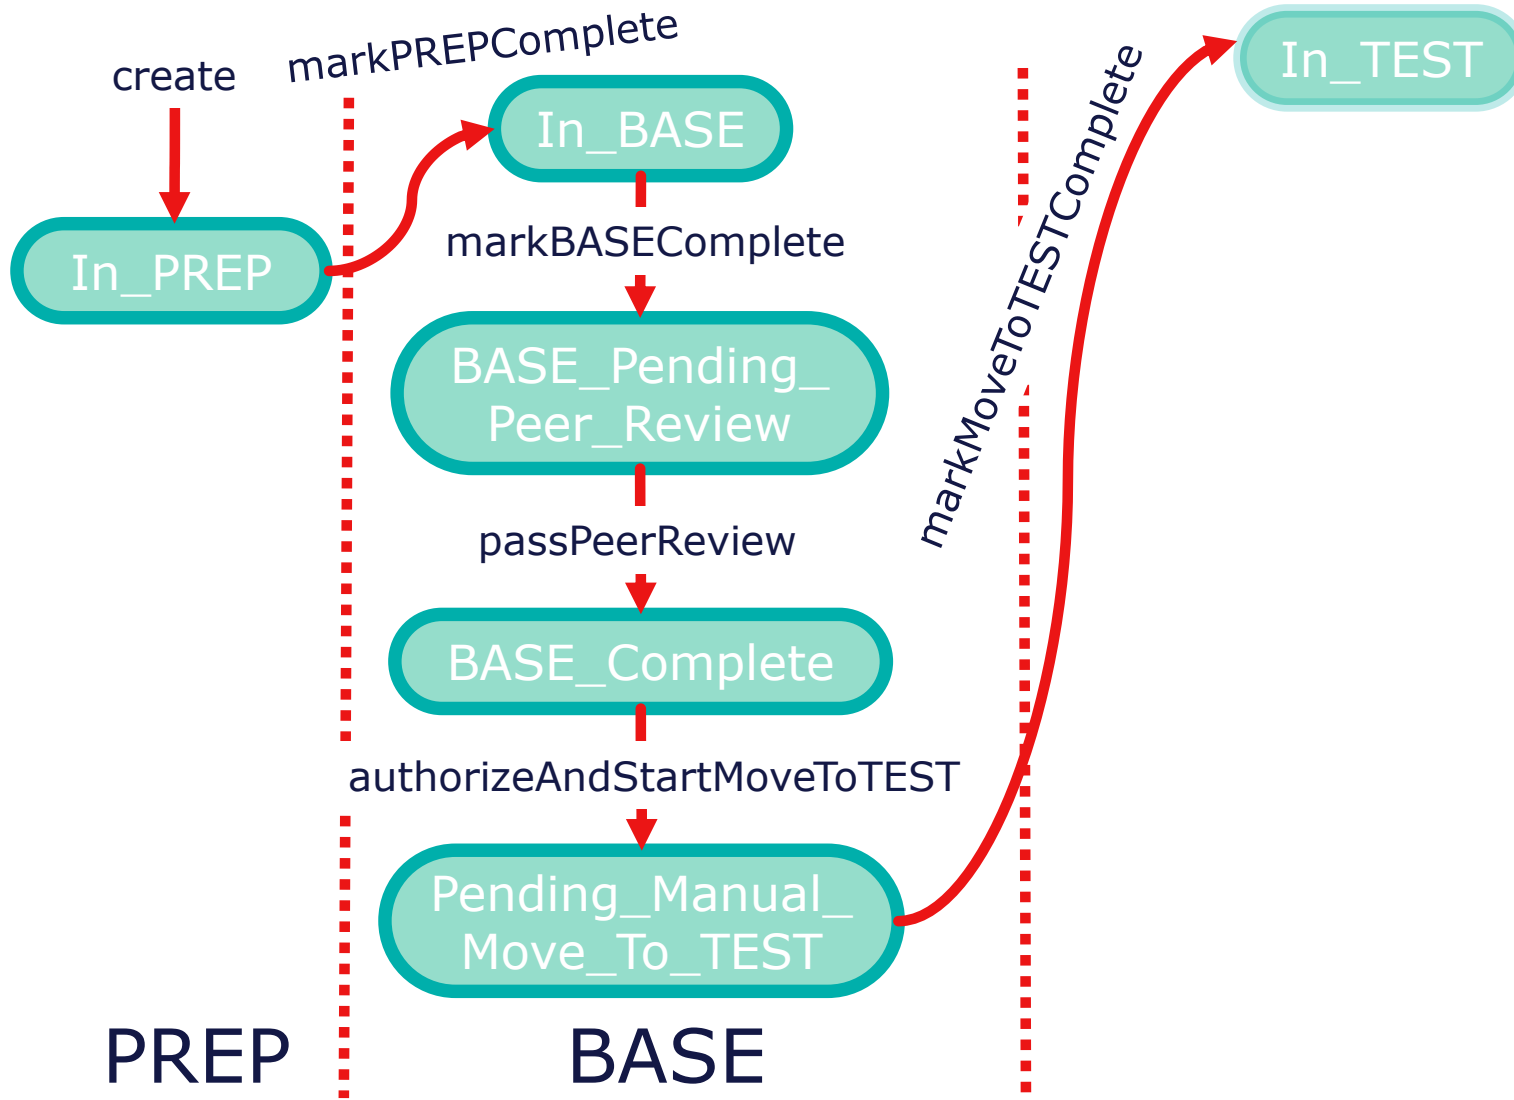 create
markPREPComplete
In_PREP
In_BASE
markBASEComplete
BASE_Pending_
Peer_Review
passPeerReview
BASE_Complete
authorizeAndStartMoveToTEST
Pending_Manual_
Move_To_TEST
markMoveToTESTComplete
In_TEST
PREP
BASE